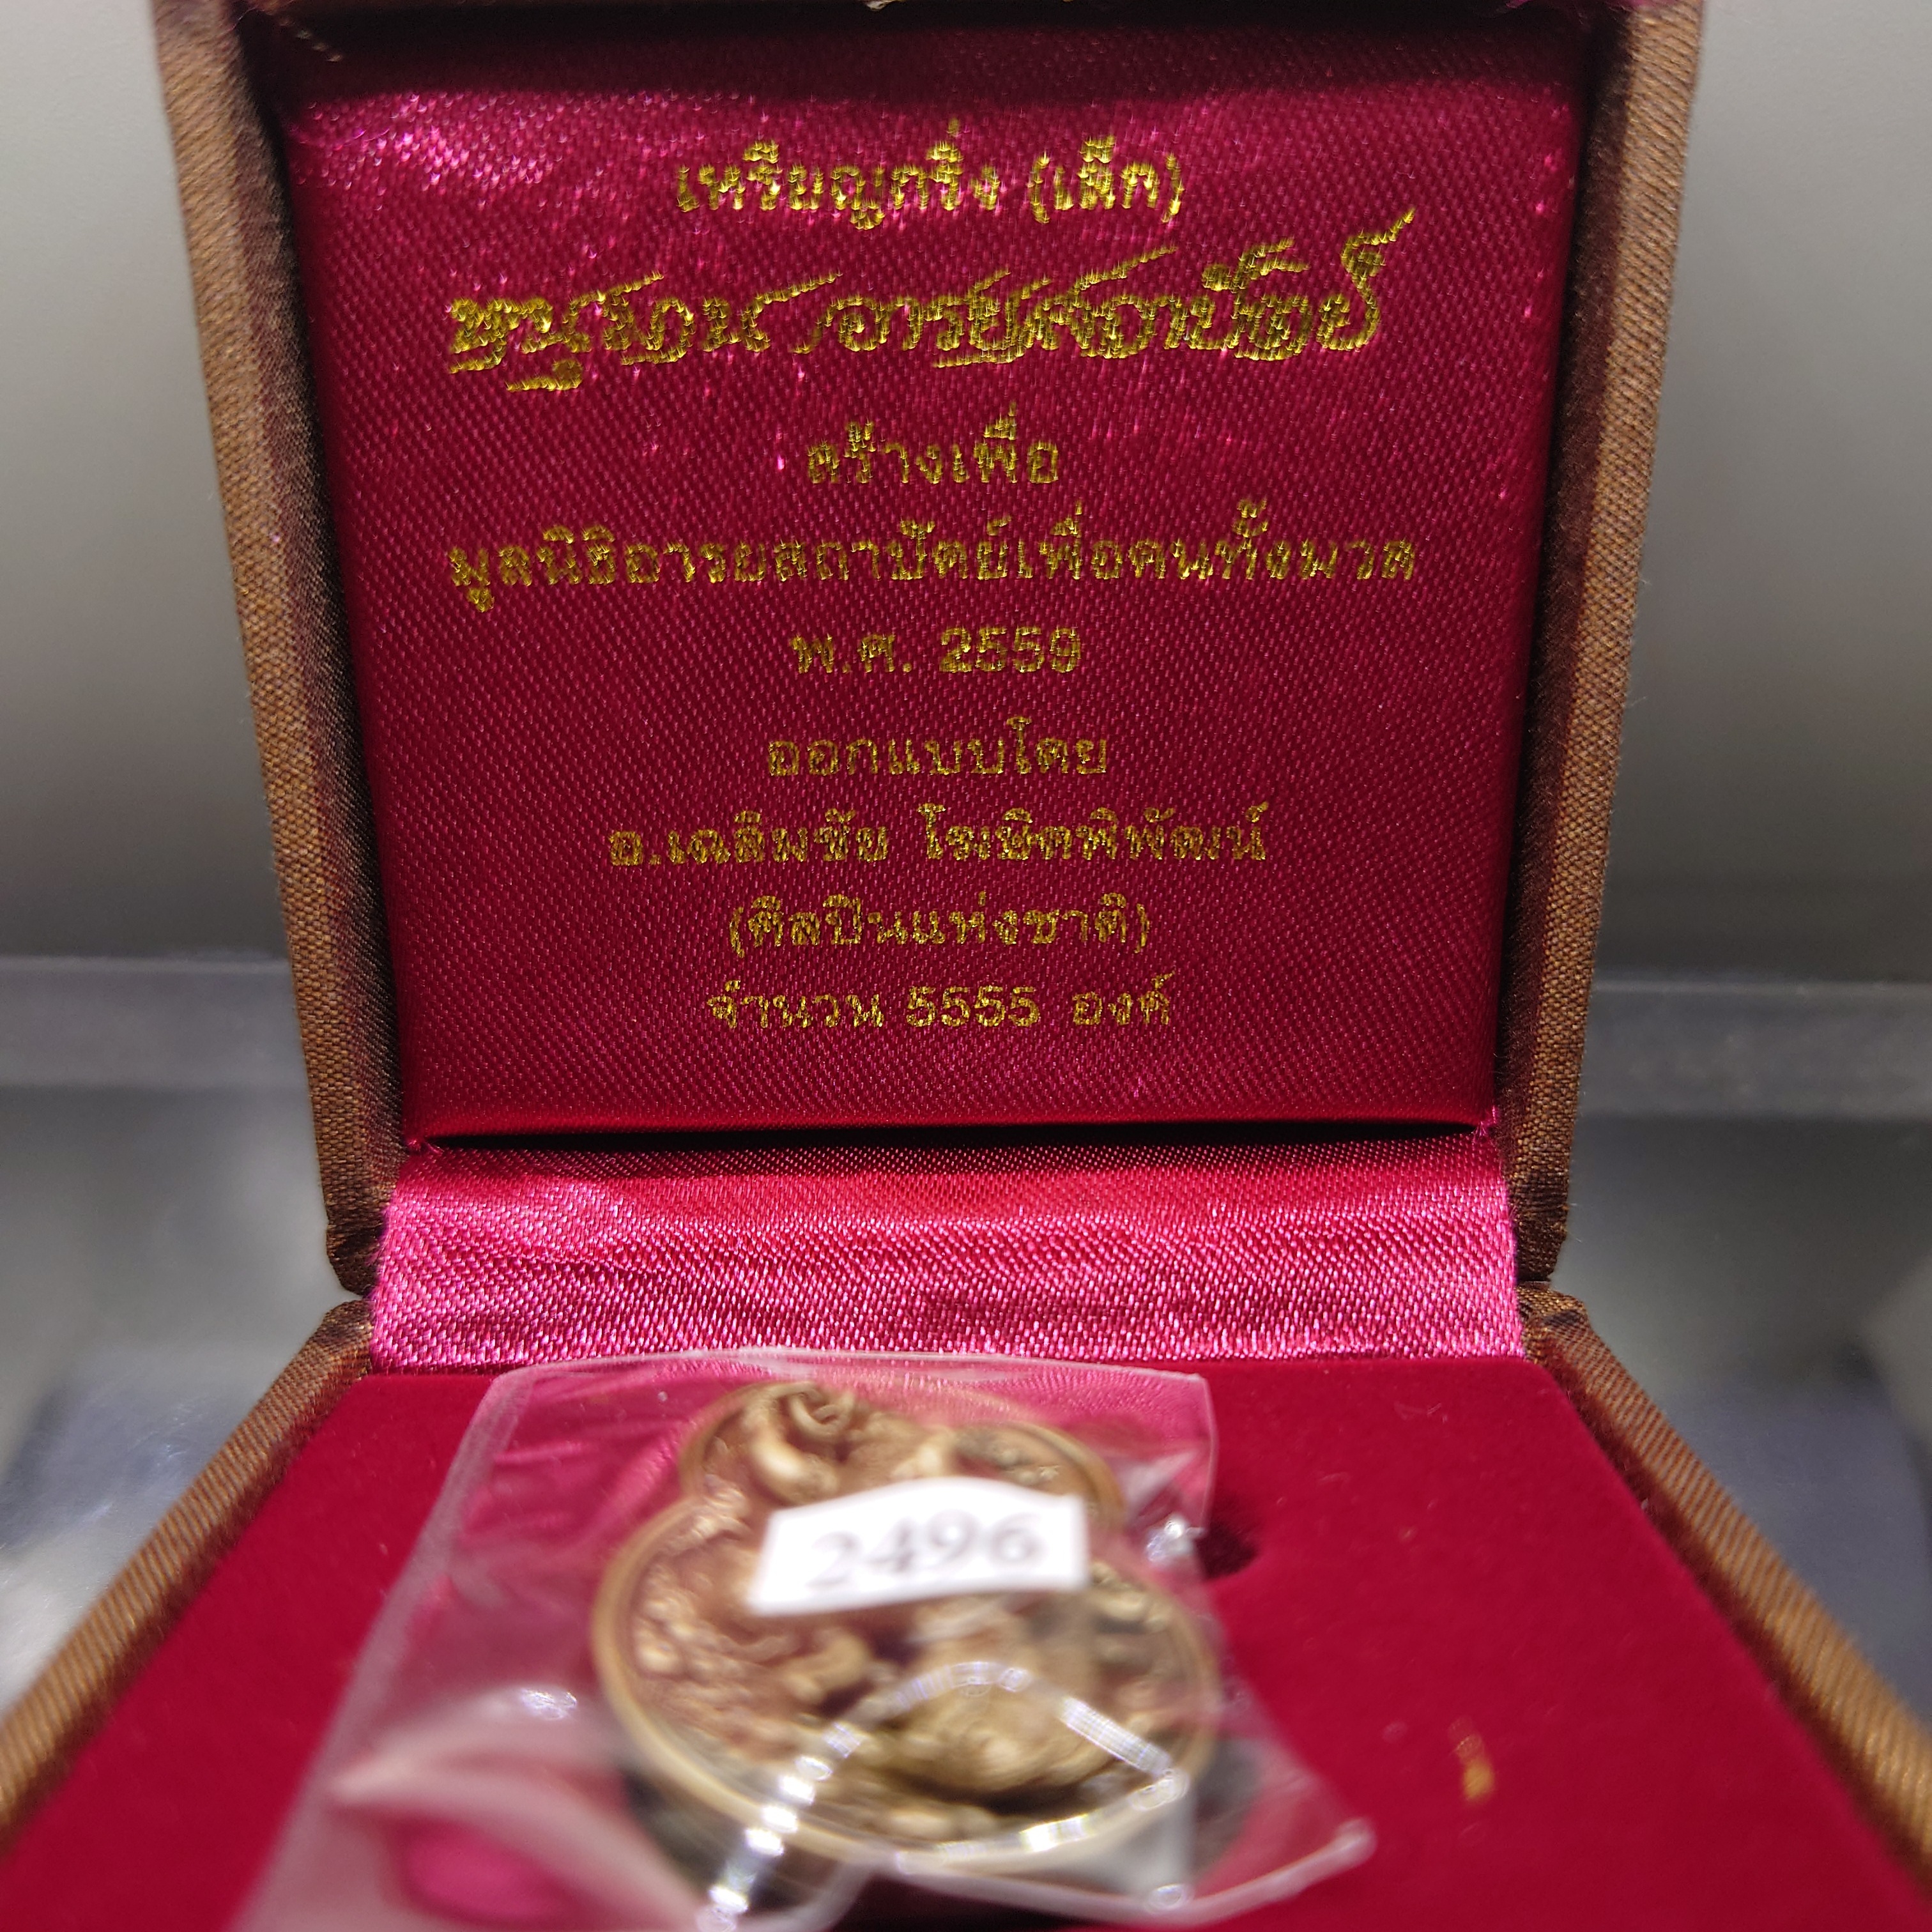 เหรียญกริ่ง (เล็ก)
หนุมาน อารยสถาปัตย์
สร้างเพื่อ
มูลนิธิอารยสถาปัตย์เพื่อคนทั้งมวล
พ.ศ. 2559
ออกแบบโดย
อ.เฉลิมชัย โฆษิตพิพัฒน์
(ศิลปินแห่งชาติ)
จำนวน 5555 องค์
2496